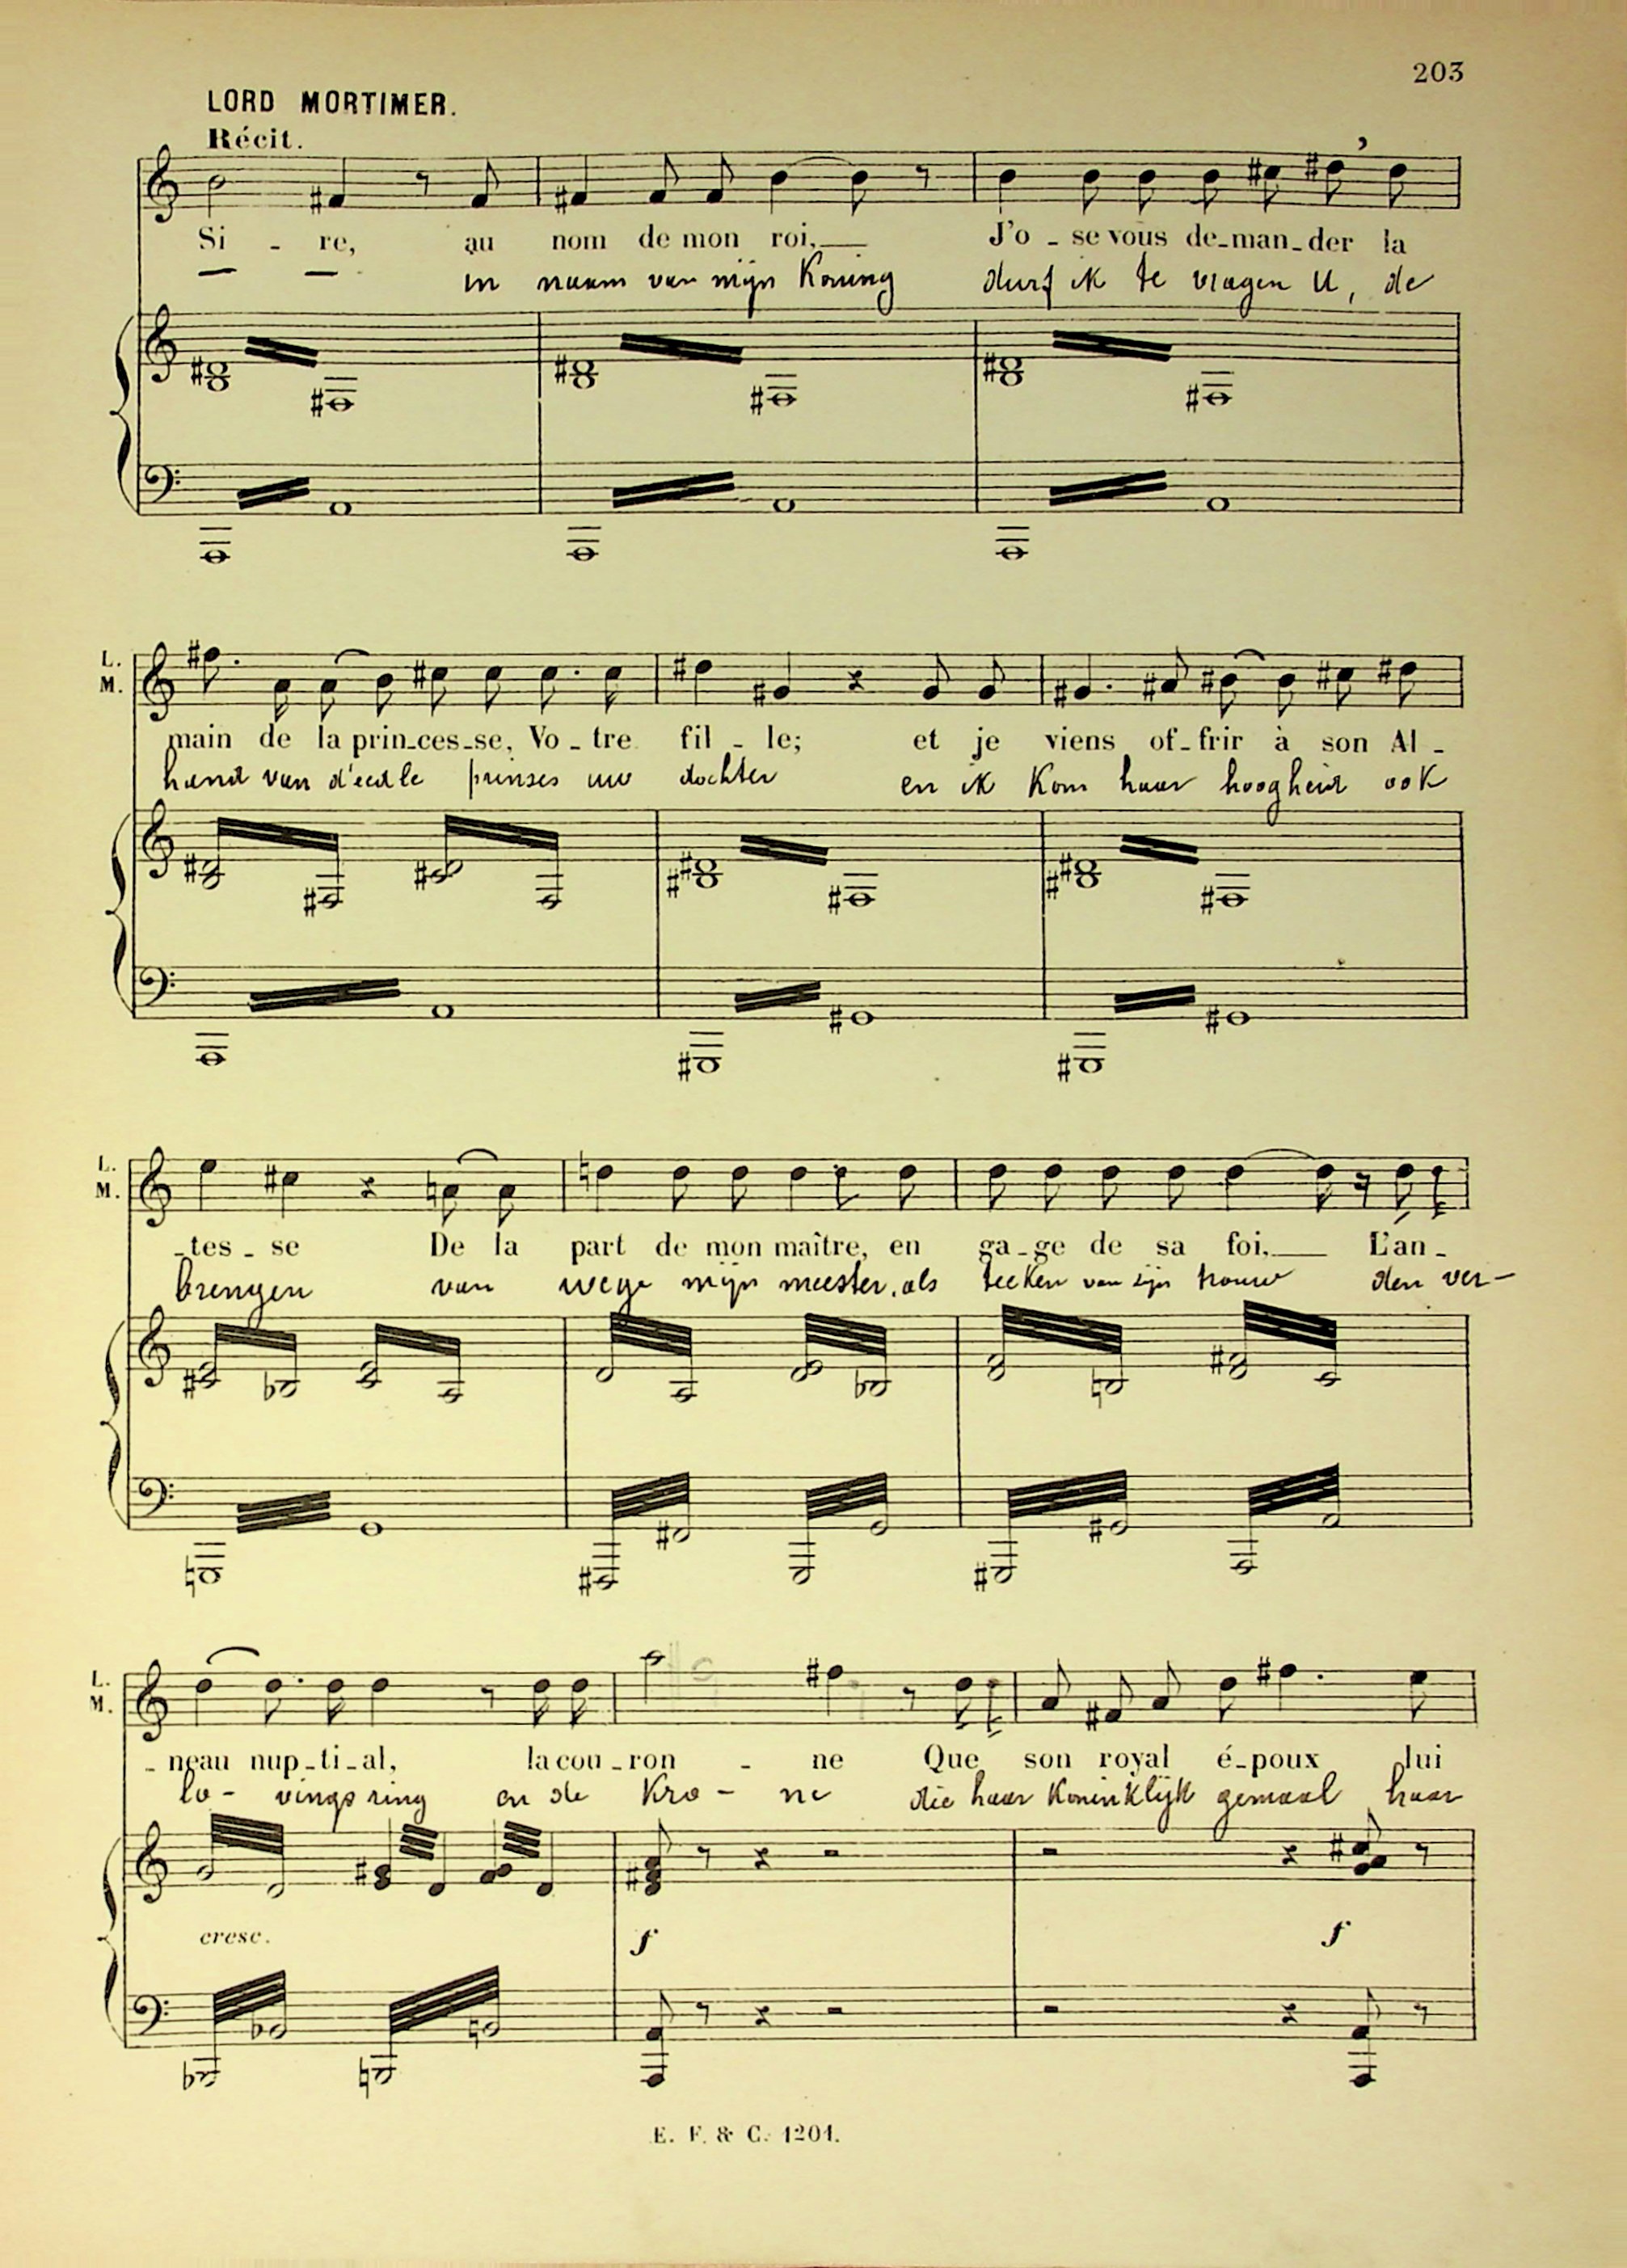 203
LORD MORTIMER.
Récit.
Si - re, au nom de mon roi, J'o - se vous de-man-der la
— — in naam van mijn Koning durf ik te vragen U, de
L.
M.
main de la prin-ces-se, Vo - tre fil - le; et je viens of-frir à son Al -
hand van d'eedle prinses uw dochter en ik Kom haar hoogheid ook
L.
M.
-tes - se De la part de mon maître, en ga-ge de sa foi, L'an -
brengen van wege mijn meester, als teeken van zijn trouw den ver-
L.
M.
- neau nup-ti-al, la cou-ron - ne Que son royal é-poux lui
lo - vings ring en de Kro - ne die haar Koninklijk gemaal haar
cresc.
f f
E. F. & C. 1201.